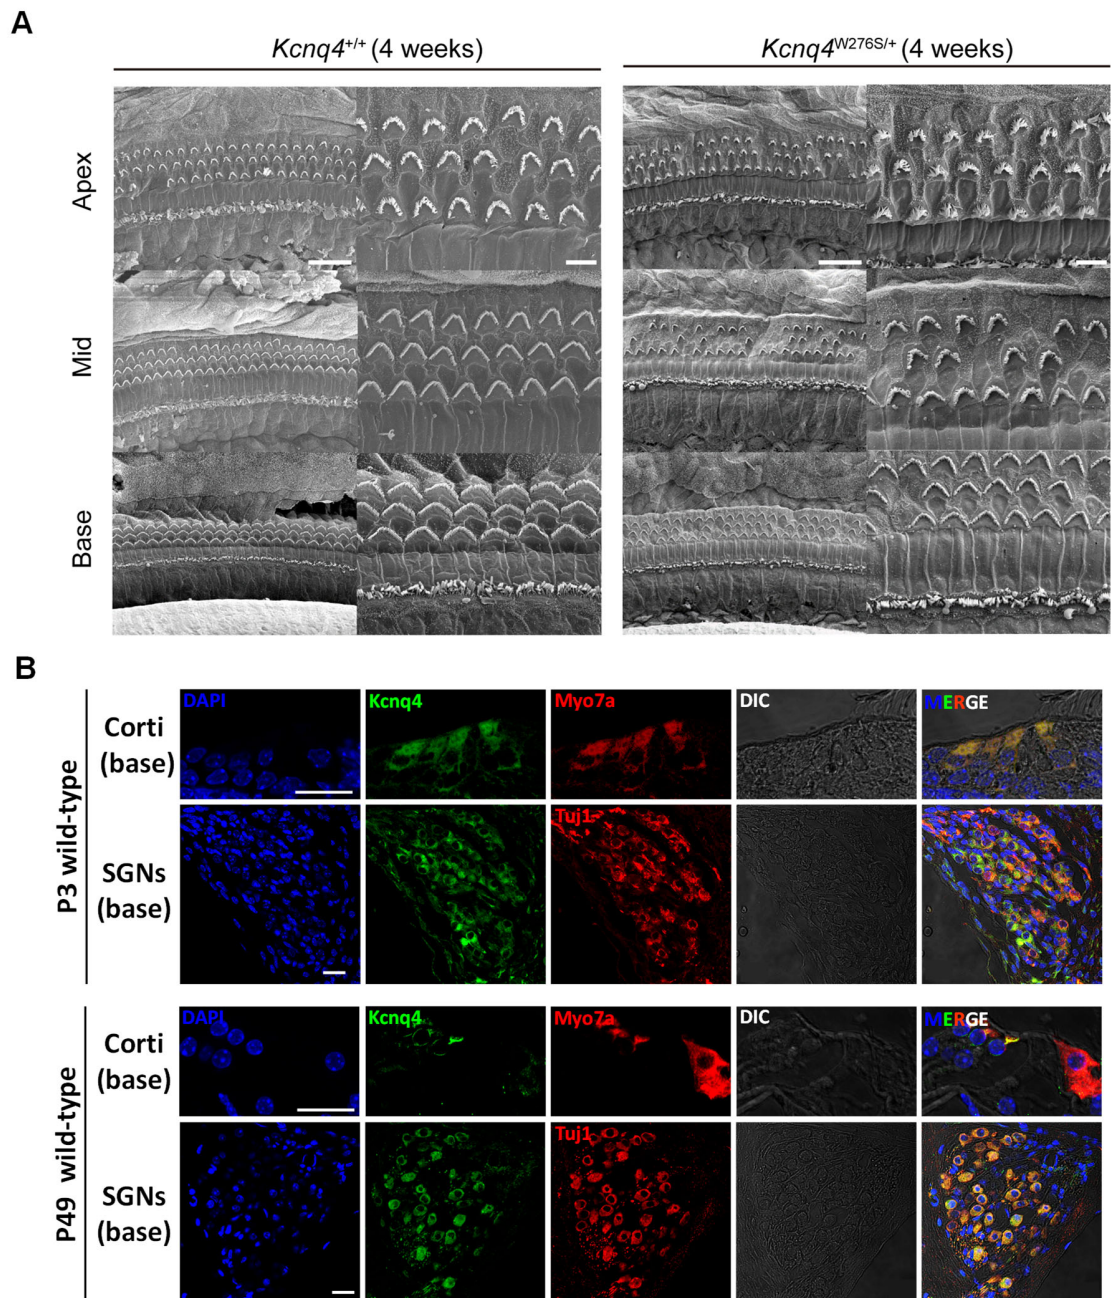 A
Kcnq4+/+ (4 weeks)
Kcnq4W276S/+ (4 weeks)
Apex
Mid
Base
B
P3 wild-type
Corti
(base)
DAPI
Kcnq4
Myo7a
DIC
MERGE
SGNs
(base)
Tuj1
P49 wild-type
Corti
(base)
DAPI
Kcnq4
Myo7a
DIC
MERGE
SGNs
(base)
Tuj1